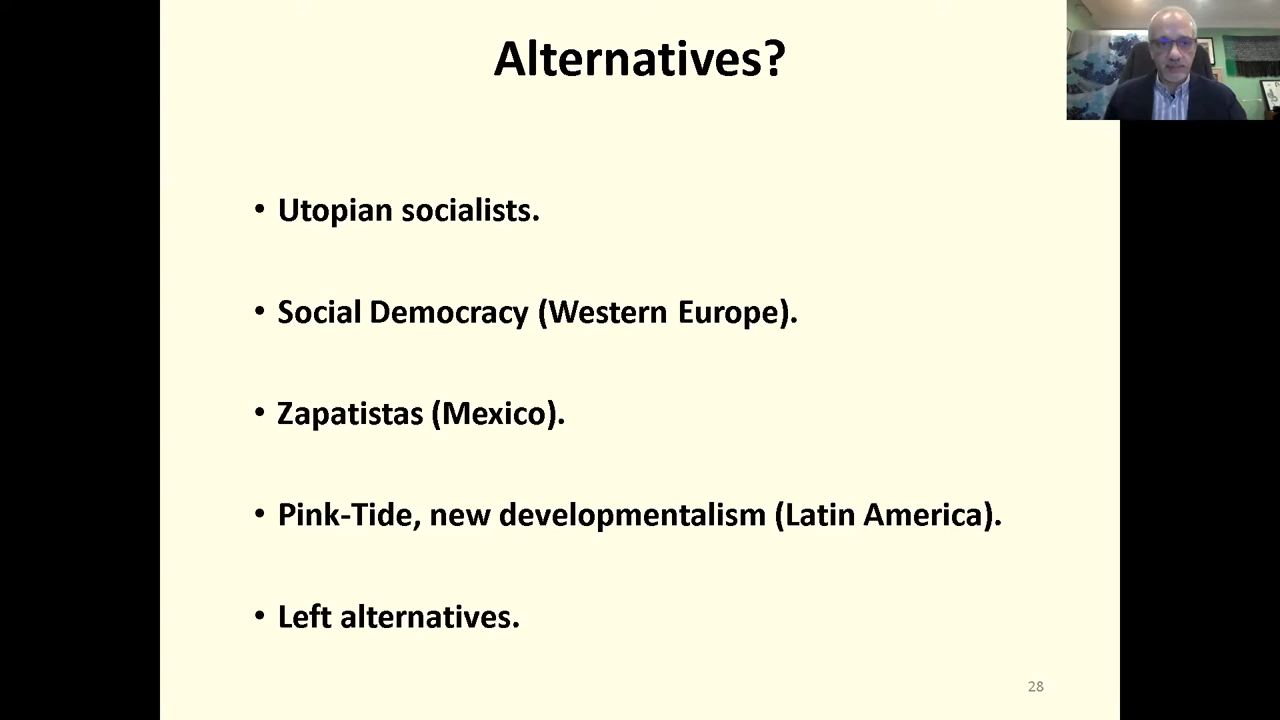 Alternatives?
• Utopian socialists.
• Social Democracy (Western Europe).
• Zapatistas (Mexico).
• Pink-Tide, new developmentalism (Latin America).
• Left alternatives.
28